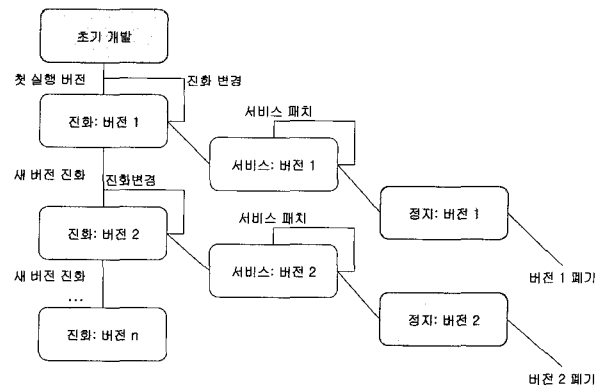 초기 개발
첫 실행 버전
진화 변경
진화: 버전 1
서비스 패치
서비스: 버전 1
새 버전 진화
진화변경
정지: 버전 1
진화: 버전 2
서비스 패치
서비스: 버전 2
버전 1 폐기
새 버전 진화
...
정지: 버전 2
진화: 버전 n
버전 2 폐기